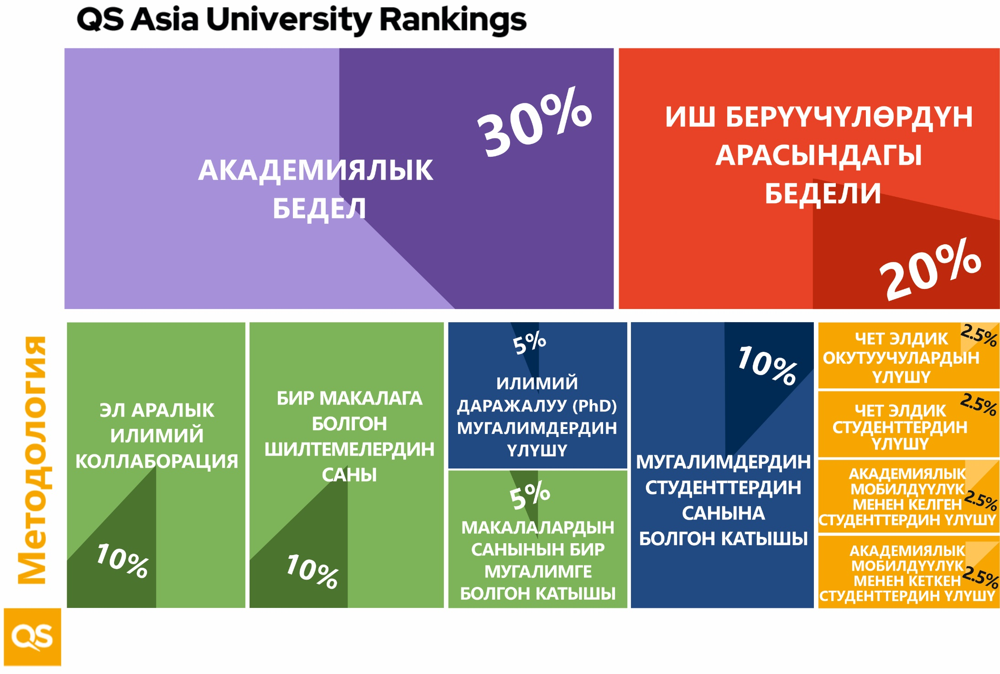 QS Asia University Rankings
30%
АКАДЕМИЯЛЫК
БЕДЕЛ
ИШ БЕРҮҮЧҮЛӨРДҮН
АРАСЫНДАГЫ
БЕДЕЛИ
20%
Методология
ЭЛ АРАЛЫК
ИЛИМИЙ
КОЛЛАБОРАЦИЯ
10%
БИР МАКАЛАГА
БОЛГОН
ШИЛТЕМЕЛЕРДИН
САНЫ
10%
5%
ИЛИМИЙ
ДАРАЖАЛУУ (PhD)
МУГАЛИМДЕРДИН
ҮЛҮШҮ
5%
МАКАЛАЛАРДЫН
САНЫНЫН БИР
МУГАЛИМГЕ
БОЛГОН КАТЫШЫ
10%
МУГАЛИМДЕРДИН
СТУДЕНТТЕРДИН
САНЫНА
БОЛГОН КАТЫШЫ
2.5%
ЧЕТ ЭЛДИК
ОКУТУУЧУЛАРДЫН
ҮЛҮШҮ
2.5%
ЧЕТ ЭЛДИК
СТУДЕНТТЕРДИН
ҮЛҮШҮ
АКАДЕМИЯЛЫК
МОБИЛДҮҮЛҮК
МЕНЕН КЕЛГЕН
СТУДЕНТТЕРДИН ҮЛҮШҮ
2.5%
АКАДЕМИЯЛЫК
МОБИЛДҮҮЛҮК
МЕНЕН КЕТКЕН
СТУДЕНТТЕРДИН ҮЛҮШҮ
2.5%
QS